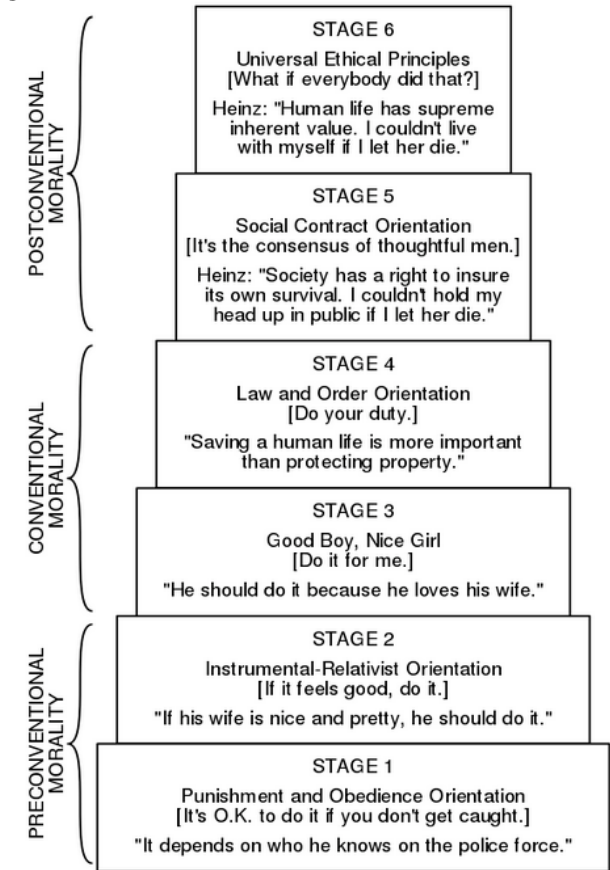 STAGE 6
Universal Ethical Principles
[What if everybody did that?]
Heinz: "Human life has supreme
inherent value. I couldn't live
with myself if I let her die."
STAGE 5
Social Contract Orientation
[It's the consensus of thoughtful men.]
Heinz: "Society has a right to insure
its own survival. I couldn't hold my
head up in public if I let her die."
POSTCONVENTIONAL
MORALITY
STAGE 4
Law and Order Orientation
[Do your duty.]
"Saving a human life is more important
than protecting property."
STAGE 3
Good Boy, Nice Girl
[Do it for me.]
"He should do it because he loves his wife."
CONVENTIONAL
MORALITY
STAGE 2
Instrumental-Relativist Orientation
[If it feels good, do it.]
"If his wife is nice and pretty, he should do it."
STAGE 1
Punishment and Obedience Orientation
[It's O.K. to do it if you don't get caught.]
"It depends on who he knows on the police force."
PRECONVENTIONAL
MORALITY